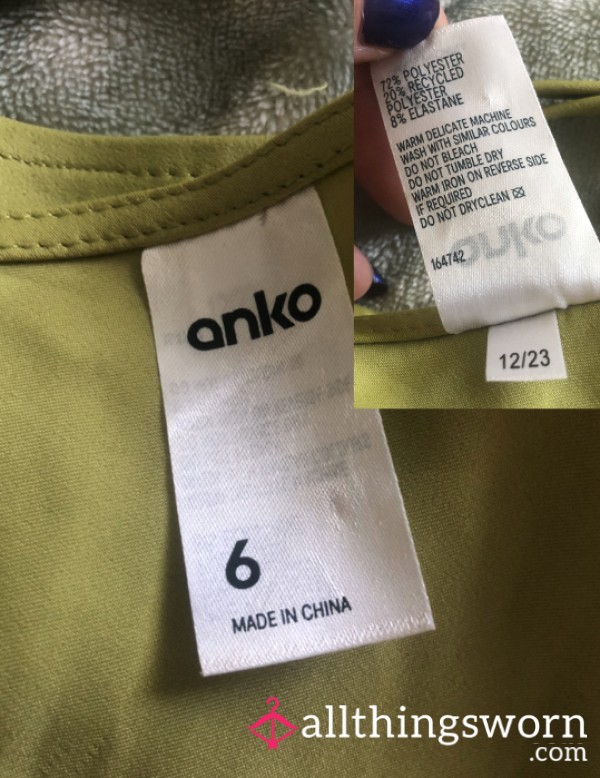 anko
6
MADE IN CHINA
72% POLYESTER
20% RECYCLED
POLYESTER
8% ELASTANE
WARM DELICATE MACHINE
WASH WITH SIMILAR COLOURS
DO NOT BLEACH
DO NOT TUMBLE DRY
WARM IRON ON REVERSE SIDE
IF REQUIRED
DO NOT DRYCLEAN
164742
anko
12/23
allthingsworn
.com